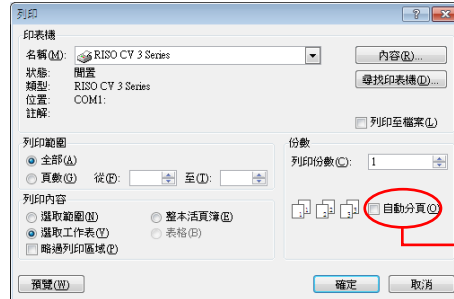 列印
印表機
名稱(M): RISO CV 3 Series 內容(R)...
狀態: 閒置 尋找印表機(D)...
類型: RISO CV 3 Series
位置: COM1:
註解: 列印至檔案(L)
列印範圍
全部(A)
頁數(G) 從(F): 至(T):
份數
列印份數(C): 1
自動分頁(O)
列印內容
選取範圍(N) 整本活頁簿(E)
選取工作表(V) 表格(B)
略過列印區域(P)
預覽(W) 確定 取消